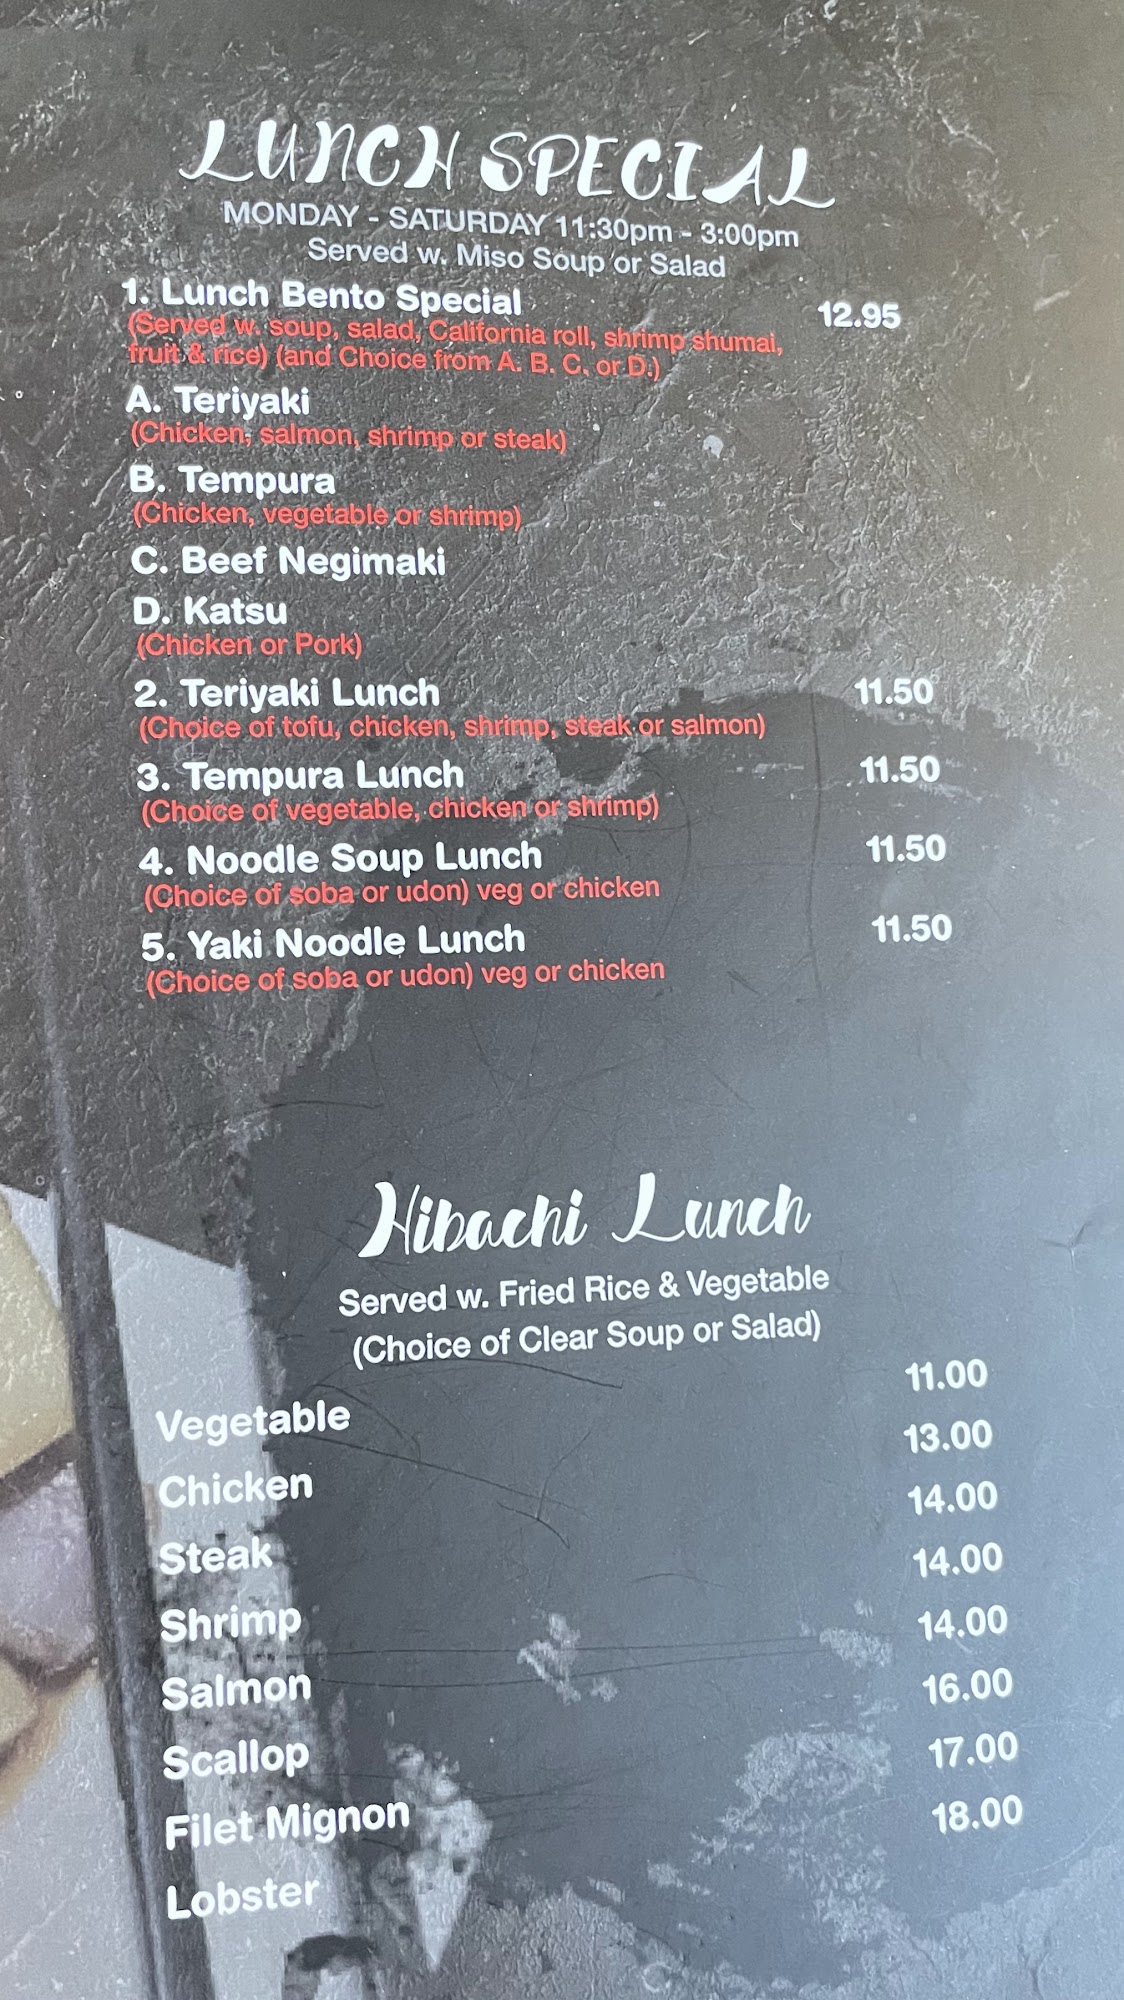 LUNCH SPECIAL
MONDAY - SATURDAY 11:30pm - 3:00pm
Served w. Miso Soup or Salad
1. Lunch Bento Special 12.95
(Served w. soup, salad, California roll, shrimp shumai,
fruit & rice) (and Choice from A. B. C. or D.)
A. Teriyaki
(Chicken, salmon, shrimp or steak)
B. Tempura
(Chicken, vegetable or shrimp)
C. Beef Negimaki
D. Katsu
(Chicken or Pork)
2. Teriyaki Lunch 11.50
(Choice of tofu, chicken, shrimp, steak or salmon)
3. Tempura Lunch 11.50
(Choice of vegetable, chicken or shrimp)
4. Noodle Soup Lunch 11.50
(Choice of soba or udon) veg or chicken
5. Yaki Noodle Lunch 11.50
(Choice of soba or udon) veg or chicken
Hibachi Lunch
Served w. Fried Rice & Vegetable
(Choice of Clear Soup or Salad)
Vegetable 11.00
Chicken 13.00
Steak 14.00
Shrimp 14.00
Salmon 14.00
Scallop 16.00
Filet Mignon 17.00
Lobster 18.00